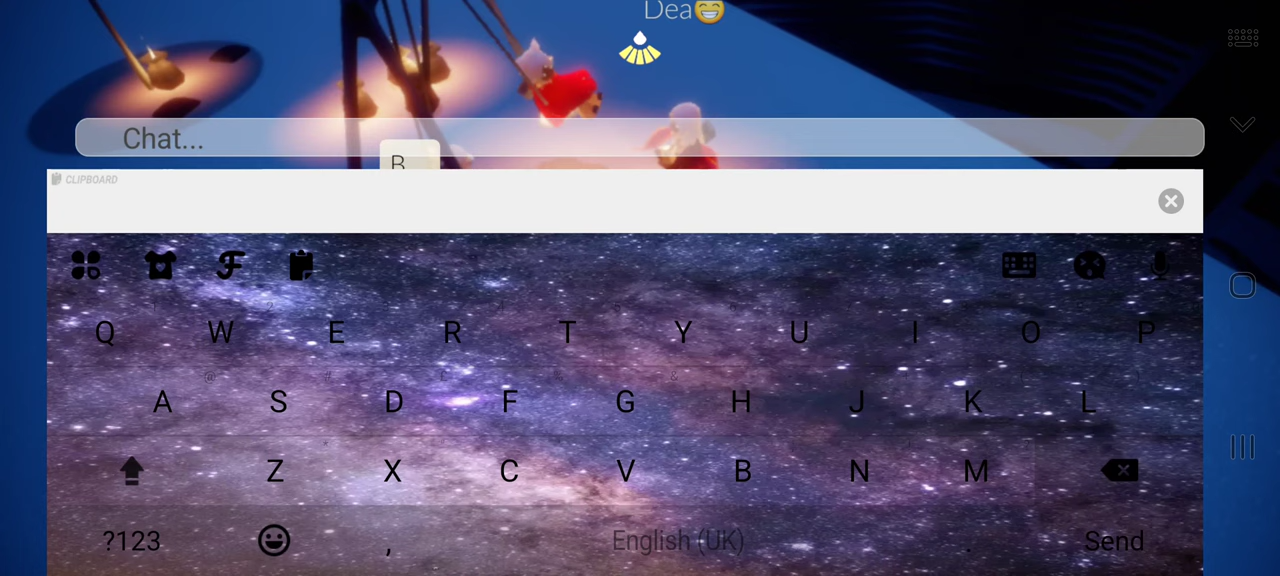 Dea😁
Chat...
B
CLIPBOARD
Q W E R T Y U I O P
@ # &
A S D F G H J K L
*
Z X C V B N M
?123 , English (UK) . Send